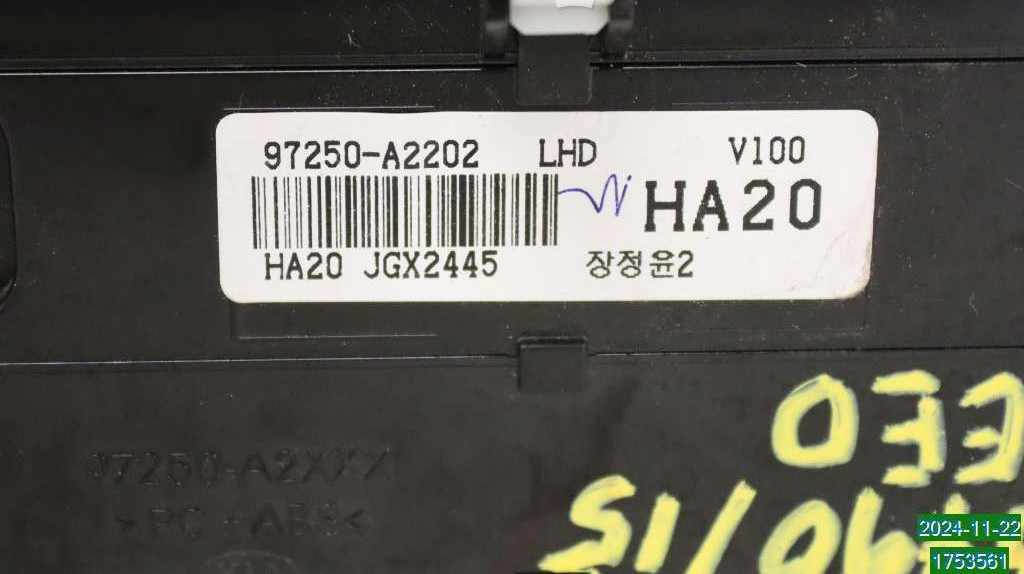 97250-A2202 LHD V100
HA20
HA20 JGX2445 장정윤2
97250-A2XXX
>PC+ABS<
2024-11-22
1753561